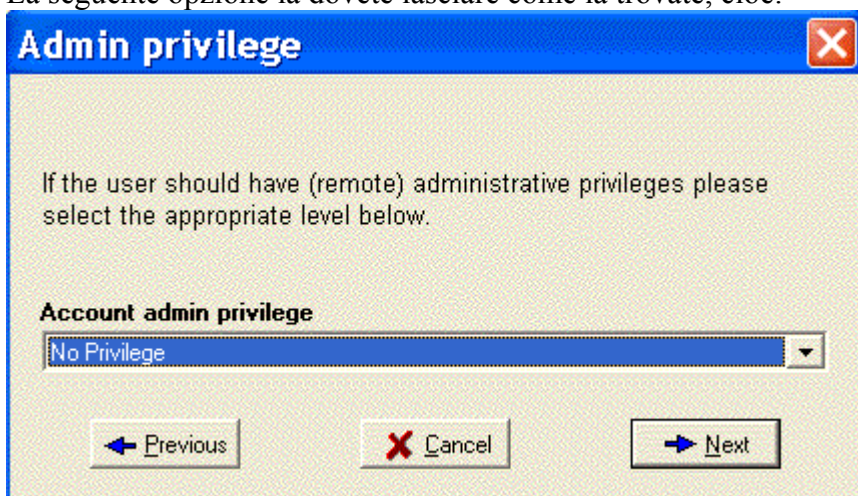 La seguente opzione la dovete lasciare come la trovate, cioè:
Admin privilege
If the user should have (remote) administrative privileges please
select the appropriate level below.
Account admin privilege
No Privilege
Previous
Cancel
Next